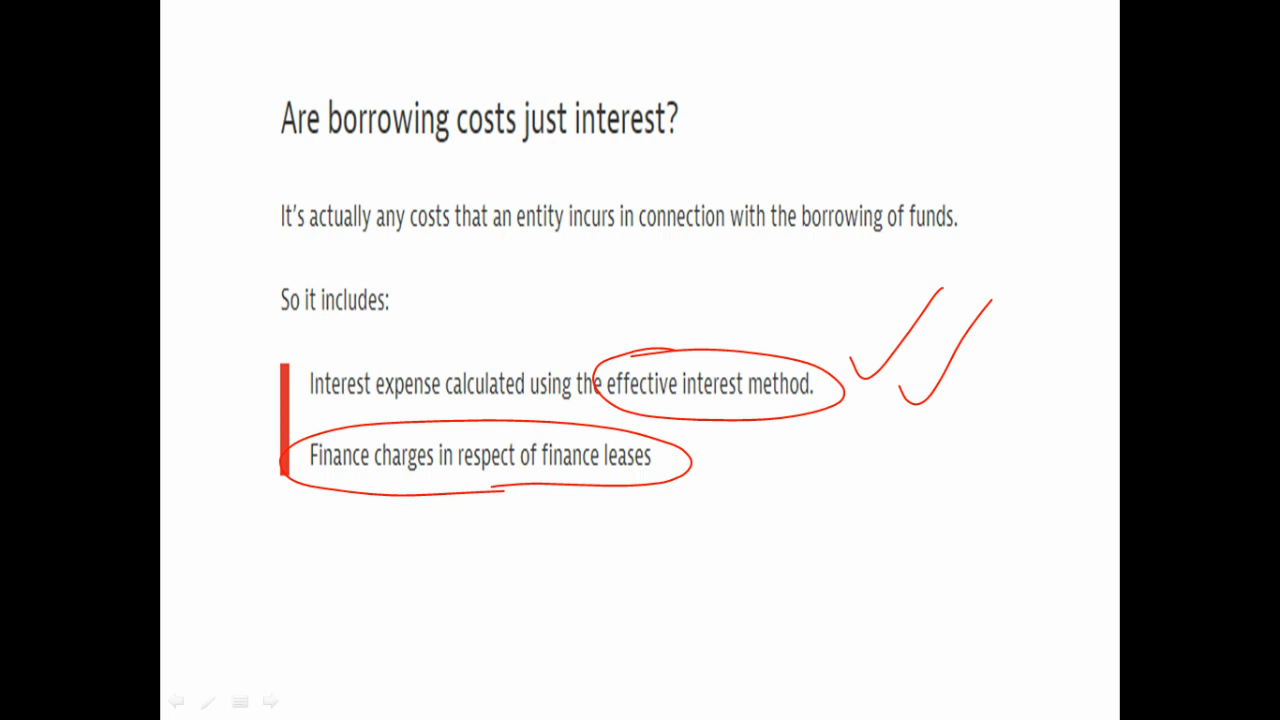 Are borrowing costs just interest?
It's actually any costs that an entity incurs in connection with the borrowing of funds.
So it includes:
Interest expense calculated using the effective interest method.
Finance charges in respect of finance leases